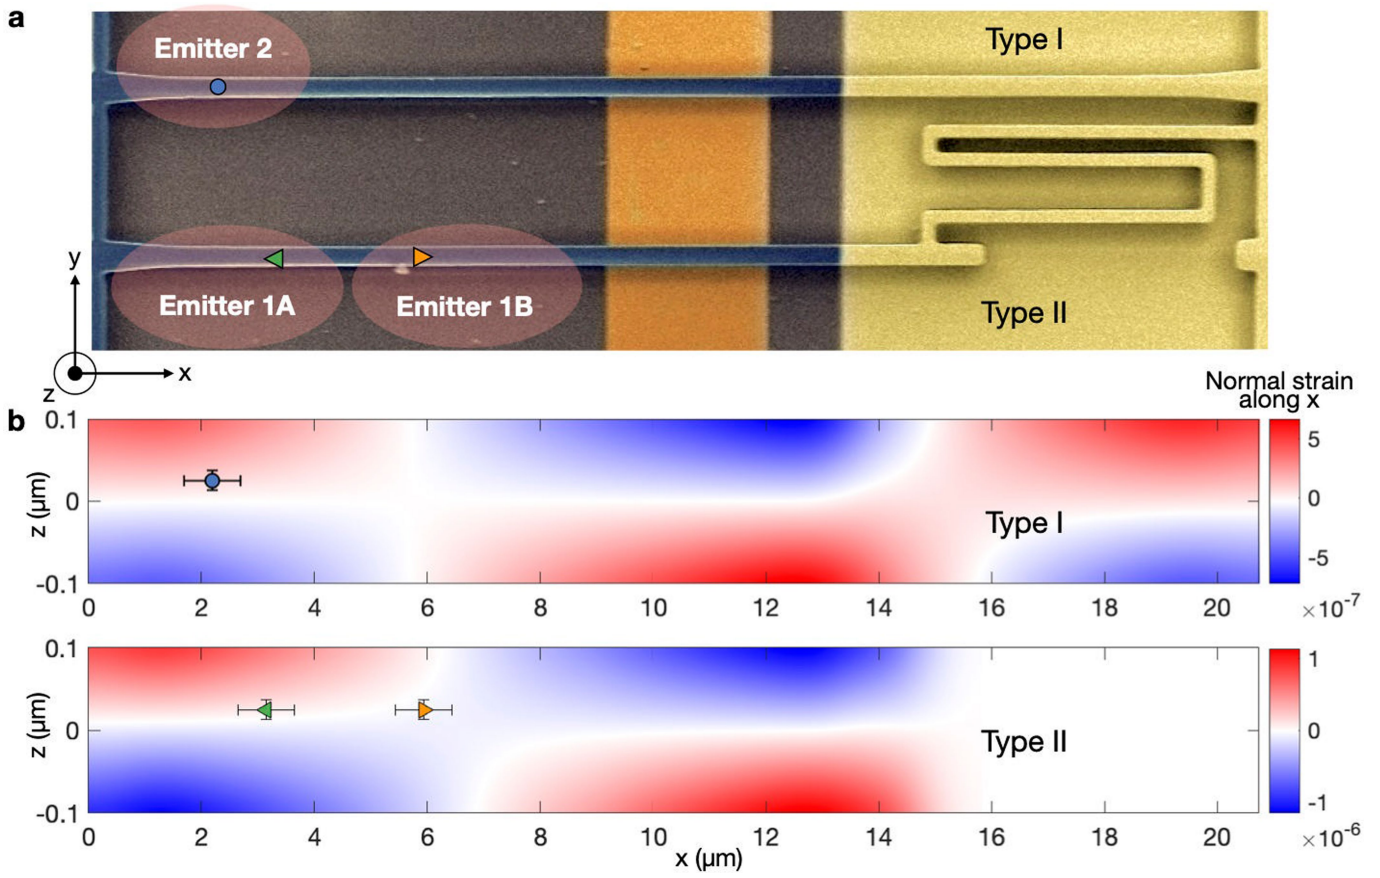 a
Emitter 2
Type I
Emitter 1A
Emitter 1B
Type II
y
x
z
Normal strain
along x
b
0.1
0
-0.1
z (μm)
Type I
0 2 4 6 8 10 12 14 16 18 20
5
0
-5
×10-7
0.1
0
-0.1
z (μm)
Type II
0 2 4 6 8 10 12 14 16 18 20
x (μm)
1
0
-1
×10-6